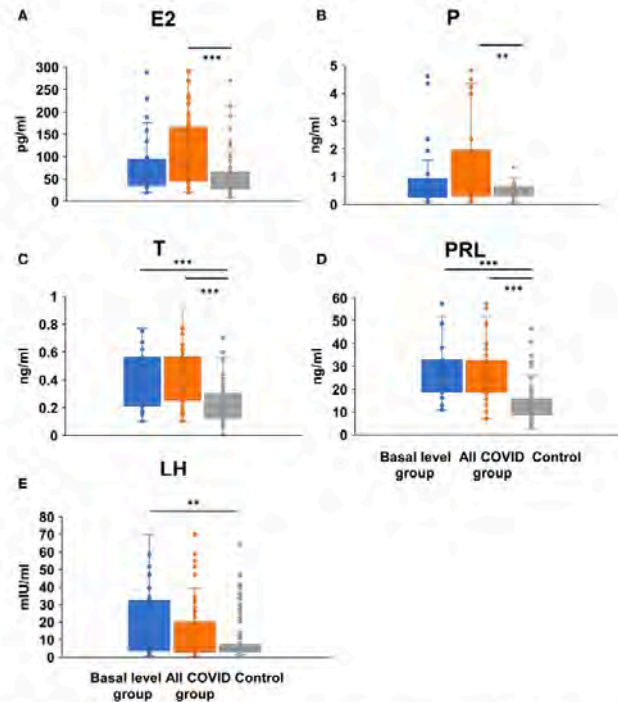 A
E2
***
300
250
200
150
100
50
0
pg/ml
B
P
**
5
4
3
2
1
0
ng/ml
C
T
***
***
1
0.8
0.6
0.4
0.2
0
ng/ml
D
PRL
***
***
60
50
40
30
20
10
0
ng/ml
Basal level All COVID Control
group group
E
LH
**
80
70
60
50
40
30
20
10
0
mIU/ml
Basal level All COVID Control
group group